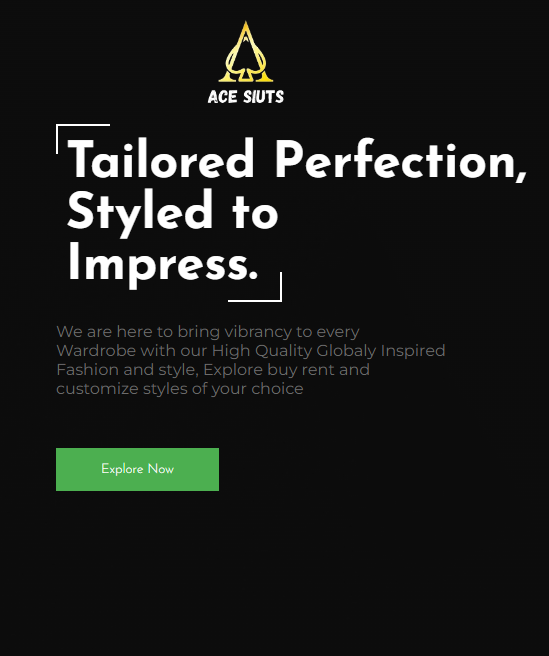 ACE SIUTS
Tailored Perfection,
Styled to
Impress.
We are here to bring vibrancy to every
Wardrobe with our High Quality Globaly Inspired
Fashion and style, Explore buy rent and
customize styles of your choice
Explore Now